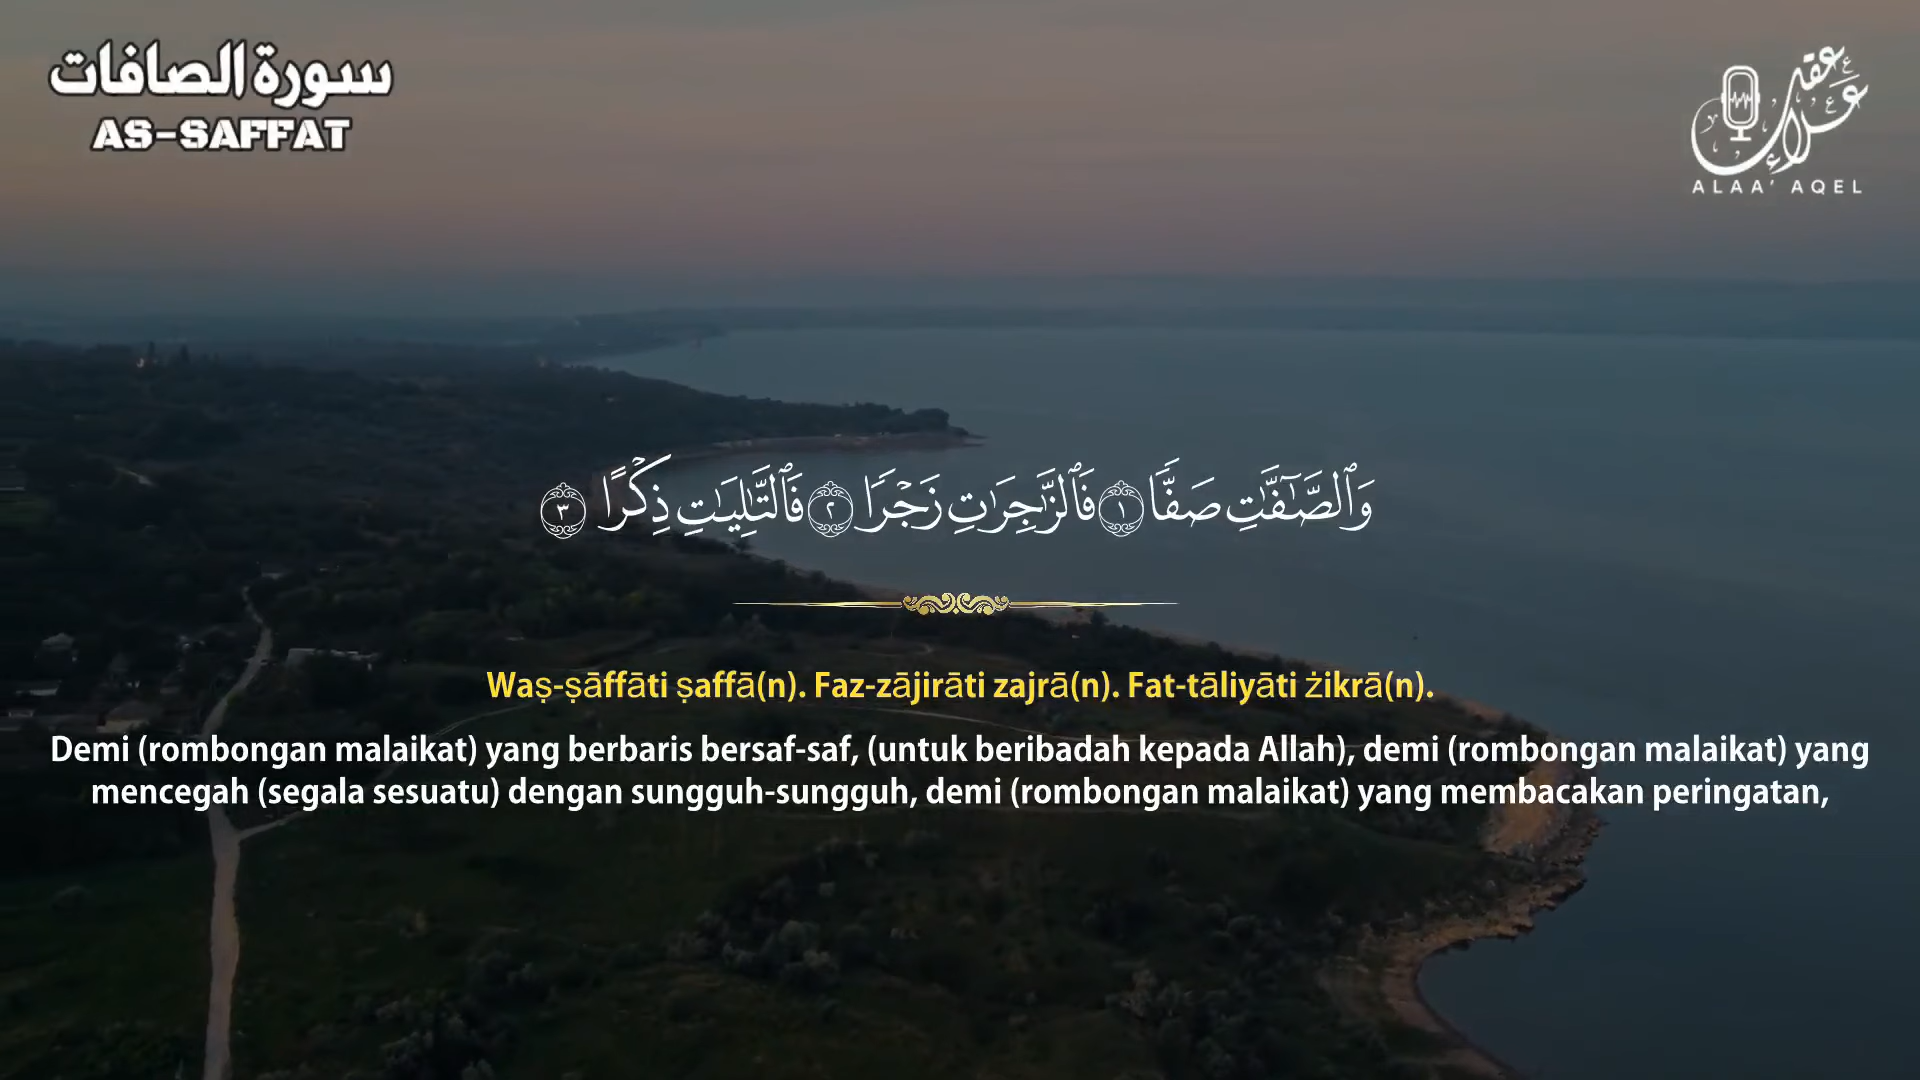 سورة الصافات
AS-SAFFAT
علاء عقل
ALAA' AQEL
وَٱلصَّٰٓفَّٰتِ صَفًّا ١ فَٱلزَّٰجِرَٰتِ زَجْرًا ٢ فَٱلتَّٰلِيَٰتِ ذِكْرًا ٣
Waṣ-ṣāffāti ṣaffā(n). Faz-zājirāti zajrā(n). Fat-tāliyāti żikrā(n).
Demi (rombongan malaikat) yang berbaris bersaf-saf, (untuk beribadah kepada Allah), demi (rombongan malaikat) yang
mencegah (segala sesuatu) dengan sungguh-sungguh, demi (rombongan malaikat) yang membacakan peringatan,